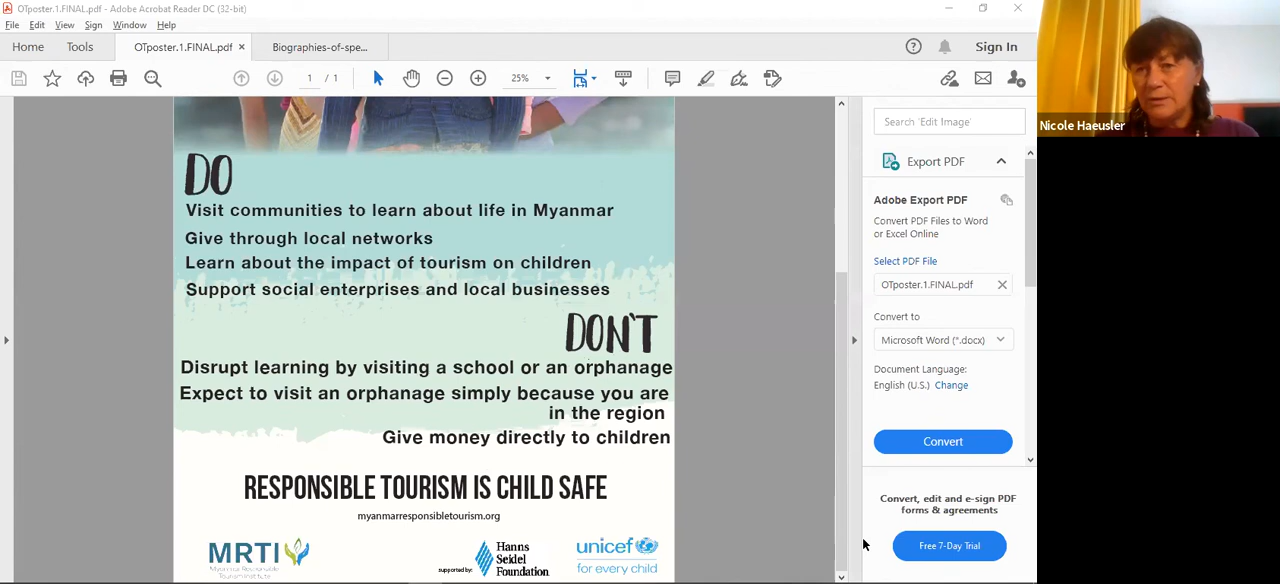 OTposter.1.FINAL.pdf - Adobe Acrobat Reader DC (32-bit)
File Edit View Sign Window Help
Home Tools OTposter.1.FINAL.pdf × Biographies-of-spe... Sign In
1 / 1 25%
Nicole Haeusler
Search 'Edit Image'
Export PDF
Adobe Export PDF
Convert PDF Files to Word
or Excel Online
Select PDF File
OTposter.1.FINAL.pdf
Convert to
Microsoft Word (*.docx)
Document Language:
English (U.S.) Change
Convert
Convert, edit and e-sign PDF
forms & agreements
Free 7-Day Trial
DO
Visit communities to learn about life in Myanmar
Give through local networks
Learn about the impact of tourism on children
Support social enterprises and local businesses
DON'T
Disrupt learning by visiting a school or an orphanage
Expect to visit an orphanage simply because you are
in the region
Give money directly to children
RESPONSIBLE TOURISM IS CHILD SAFE
myanmarresponsibletourism.org
MRTI
Myanmar Responsible
Tourism Institute
supported by:
Hanns
Seidel
Foundation
unicef
for every child